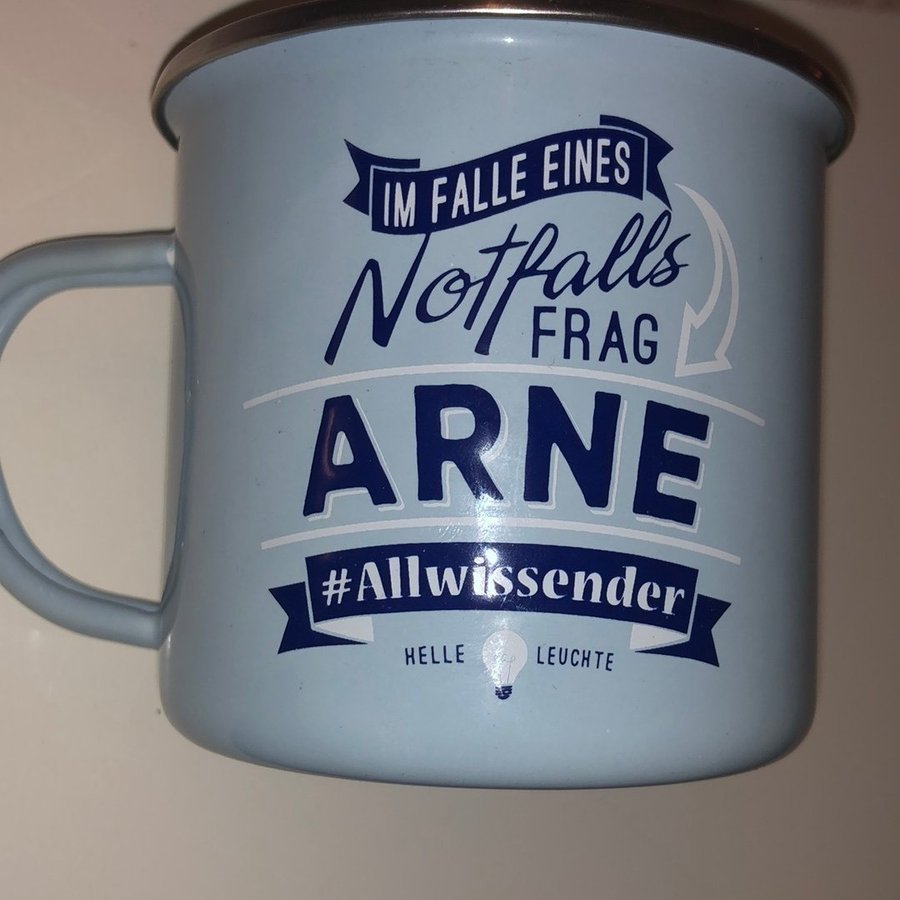 IM FALLE EINES
Notfalls
FRAG
ARNE
#Allwissender
HELLE LEUCHTE